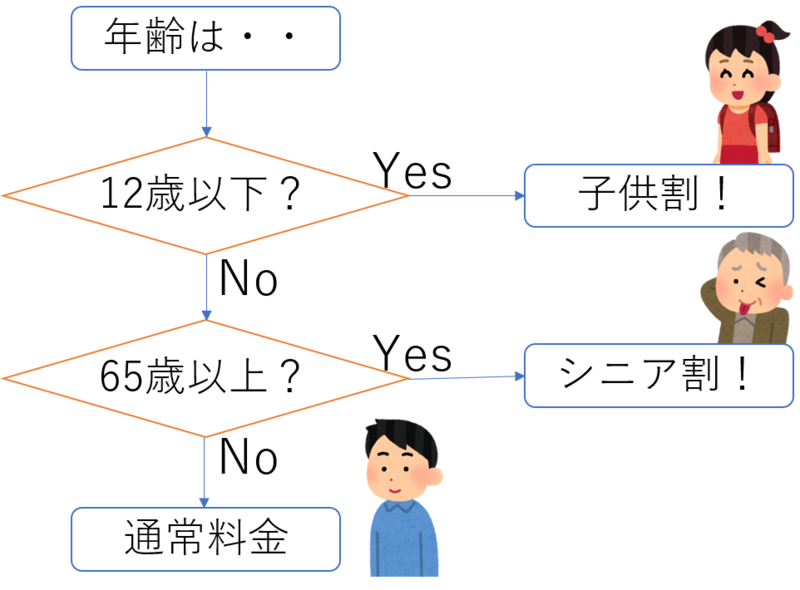 年齢は・・
12歳以下？
Yes
子供割！
No
65歳以上？
Yes
シニア割！
No
通常料金